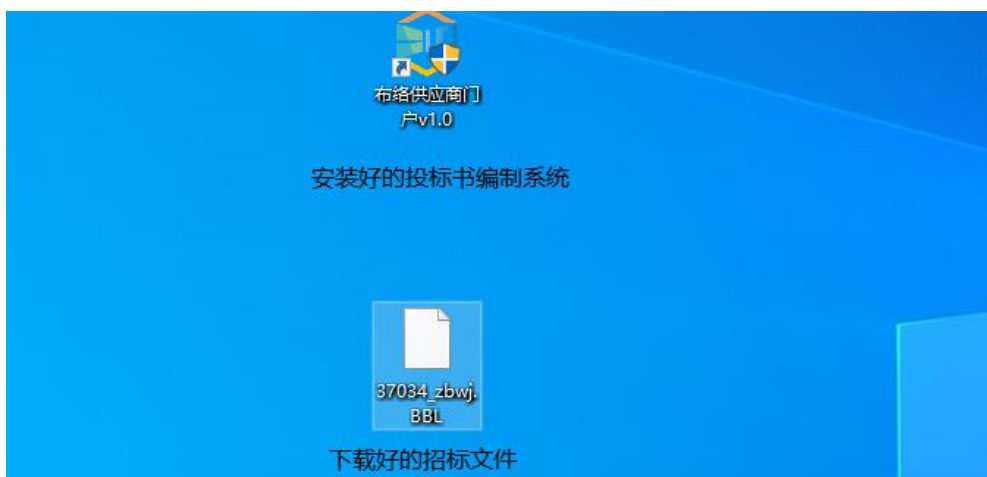 布络供应商门
户v1.0
安装好的投标书编制系统
37034_zbwj.
BBL
下载好的招标文件